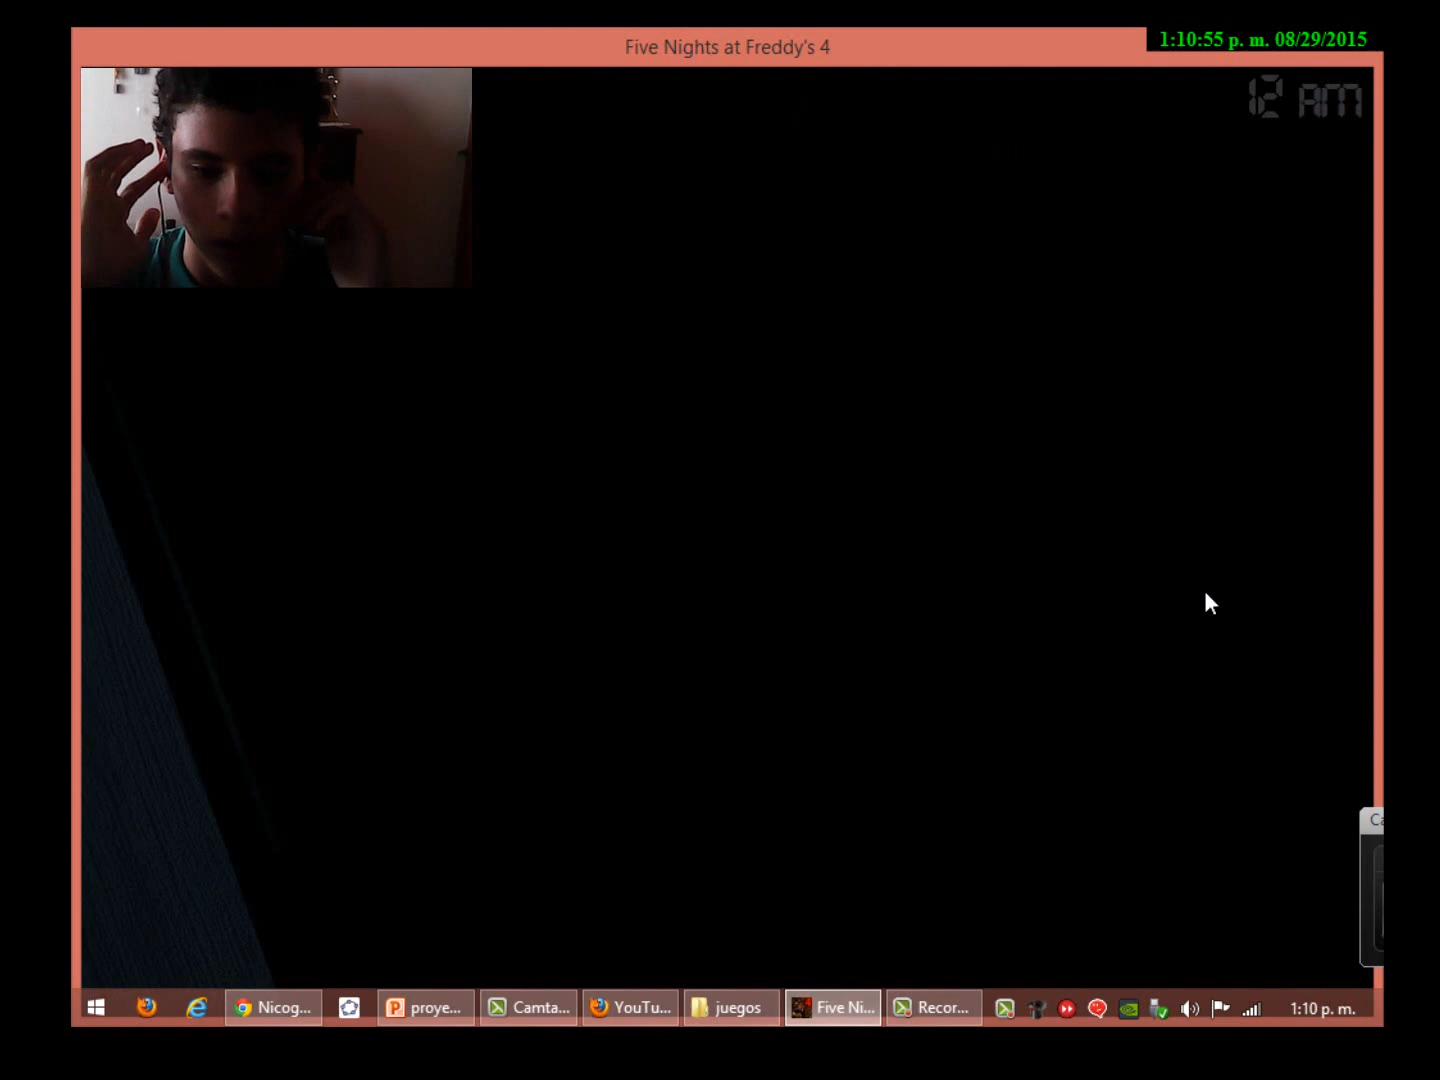 Five Nights at Freddy's 4
1:10:55 p. m. 08/29/2015
12 AM
Ca
Nicog...
proye...
Camta...
YouTu...
juegos
Five Ni...
Recor...
1:10 p. m.